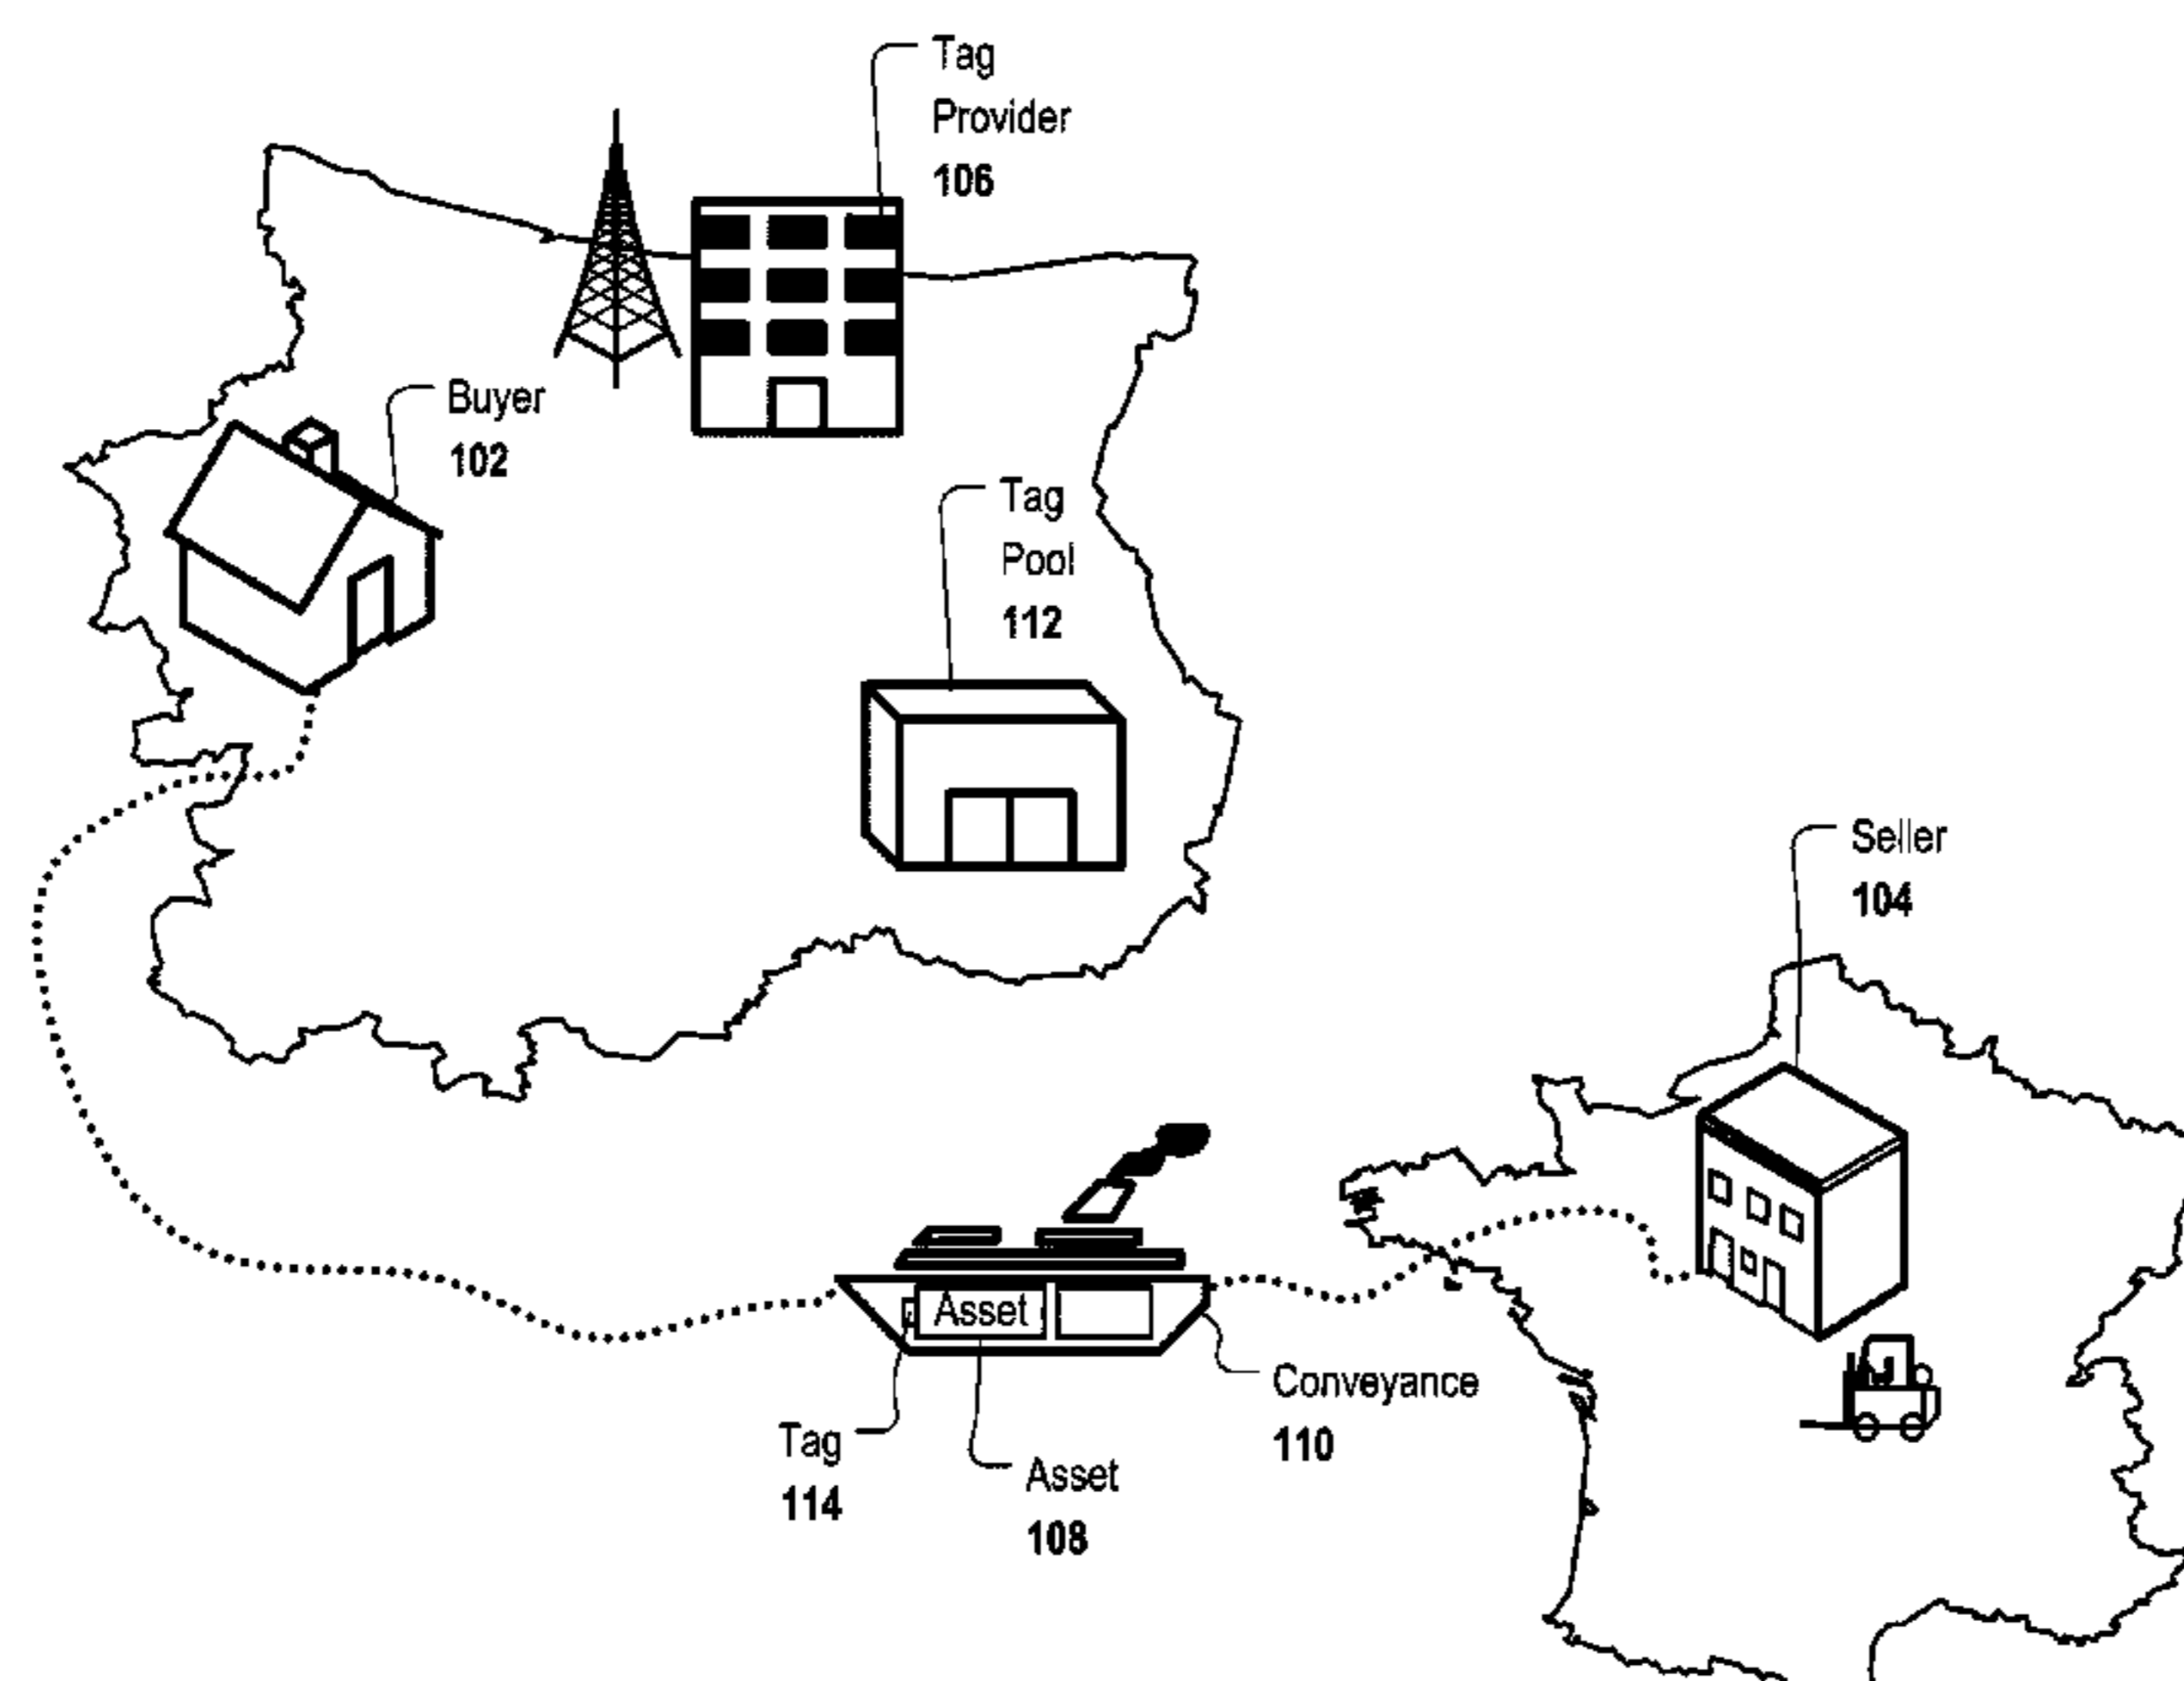 Tag
Provider
106
Buyer
102
Tag
Pool
112
Seller
104
Asset
Conveyance
110
Tag
114
Asset
108